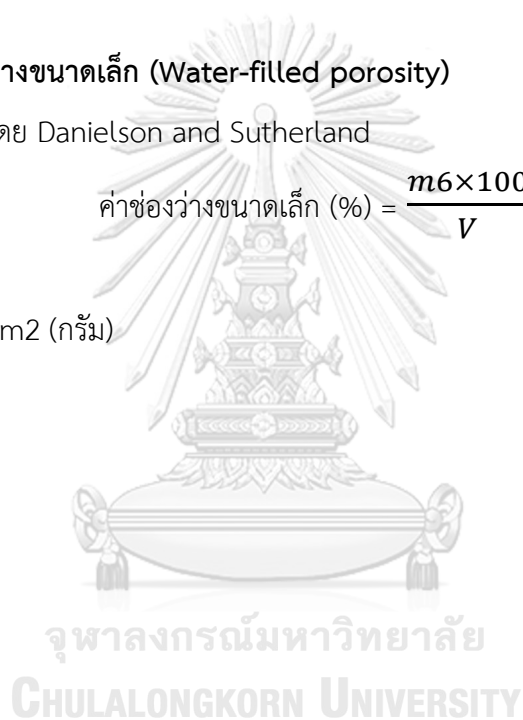 างขนาดเล็ก (Water-filled porosity)
ดย Danielson and Sutherland
ค่าช่องว่างขนาดเล็ก (%) = m6×100
V
m2 (กรัม)
จุฬาลงกรณ์มหาวิทยาลัย
CHULALONGKORN UNIVERSITY